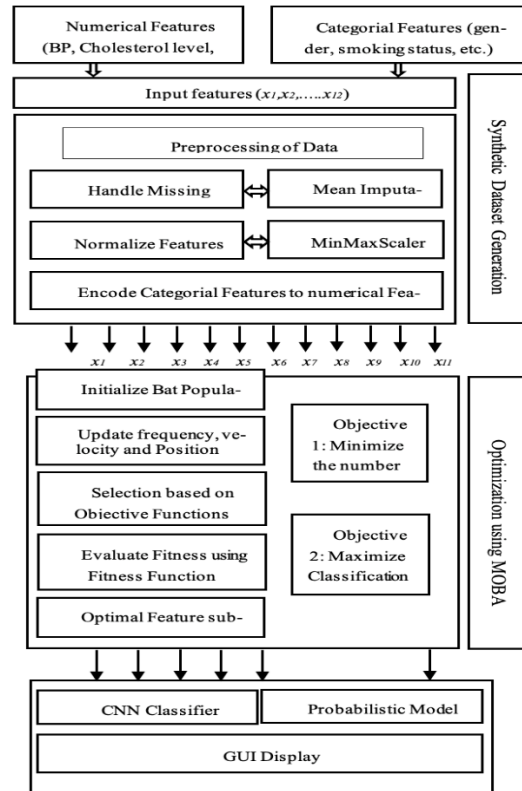 Numerical Features
(BP, Cholesterol level,
Categorial Features (gen-
der, smoking status, etc.)
Input features (x1,x2,…..x12)
Preprocessing of Data
Handle Missing
Mean Imputa-
Normalize Features
MinMaxScaler
Encode Categorial Features to numerical Fea-
Synthetic Dataset Generation
x1 x2 x3 x4 x5 x6 x7 x8 x9 x10 x11
Initialize Bat Popula-
Update frequency, ve-
locity and Position
Selection based on
Objective Functions
Evaluate Fitness using
Fitness Function
Optimal Feature sub-
Objective
1: Minimize
the number
Objective
2: Maximize
Classification
Optimization using MOBA
CNN Classifier
Probabilistic Model
GUI Display